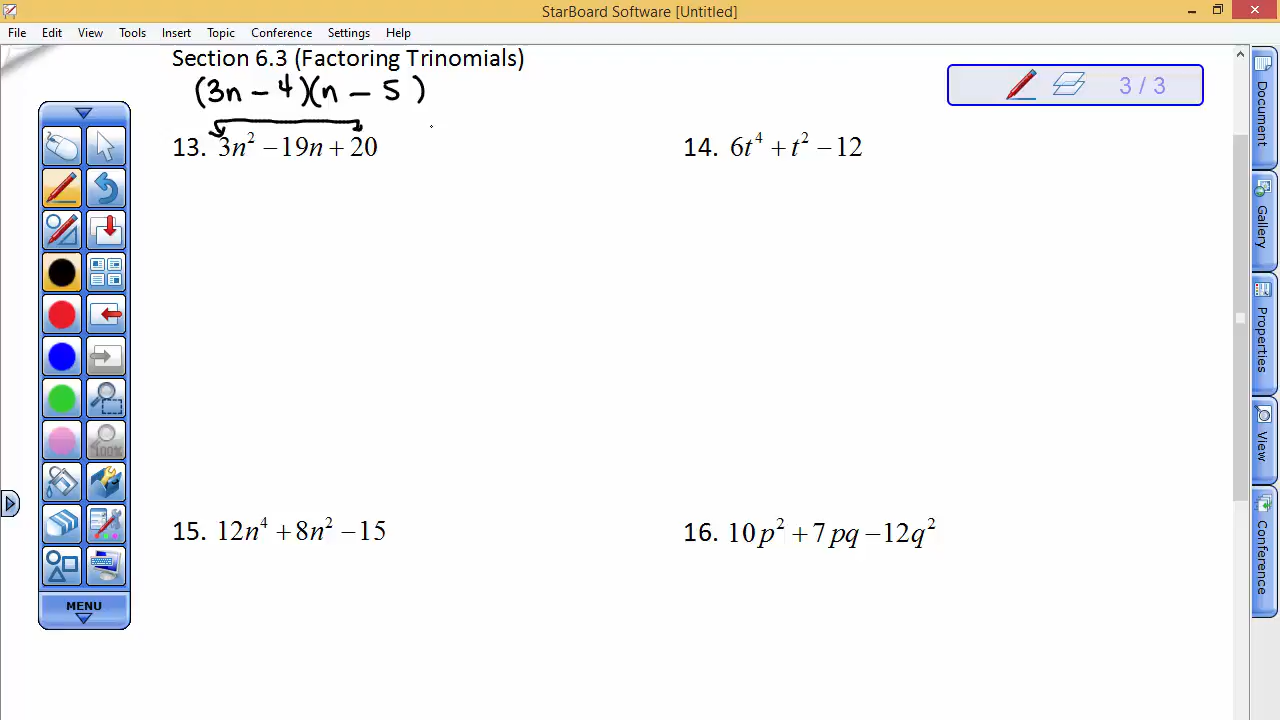 StarBoard Software [Untitled]
File Edit View Tools Insert Topic Conference Settings Help
Section 6.3 (Factoring Trinomials)
(3n − 4)(n − 5)
3 / 3
13. 3n² − 19n + 20
14. 6t⁴ + t² − 12
15. 12n⁴ + 8n² − 15
16. 10p² + 7pq − 12q²
100%
MENU
Document
Gallery
Properties
View
Conference